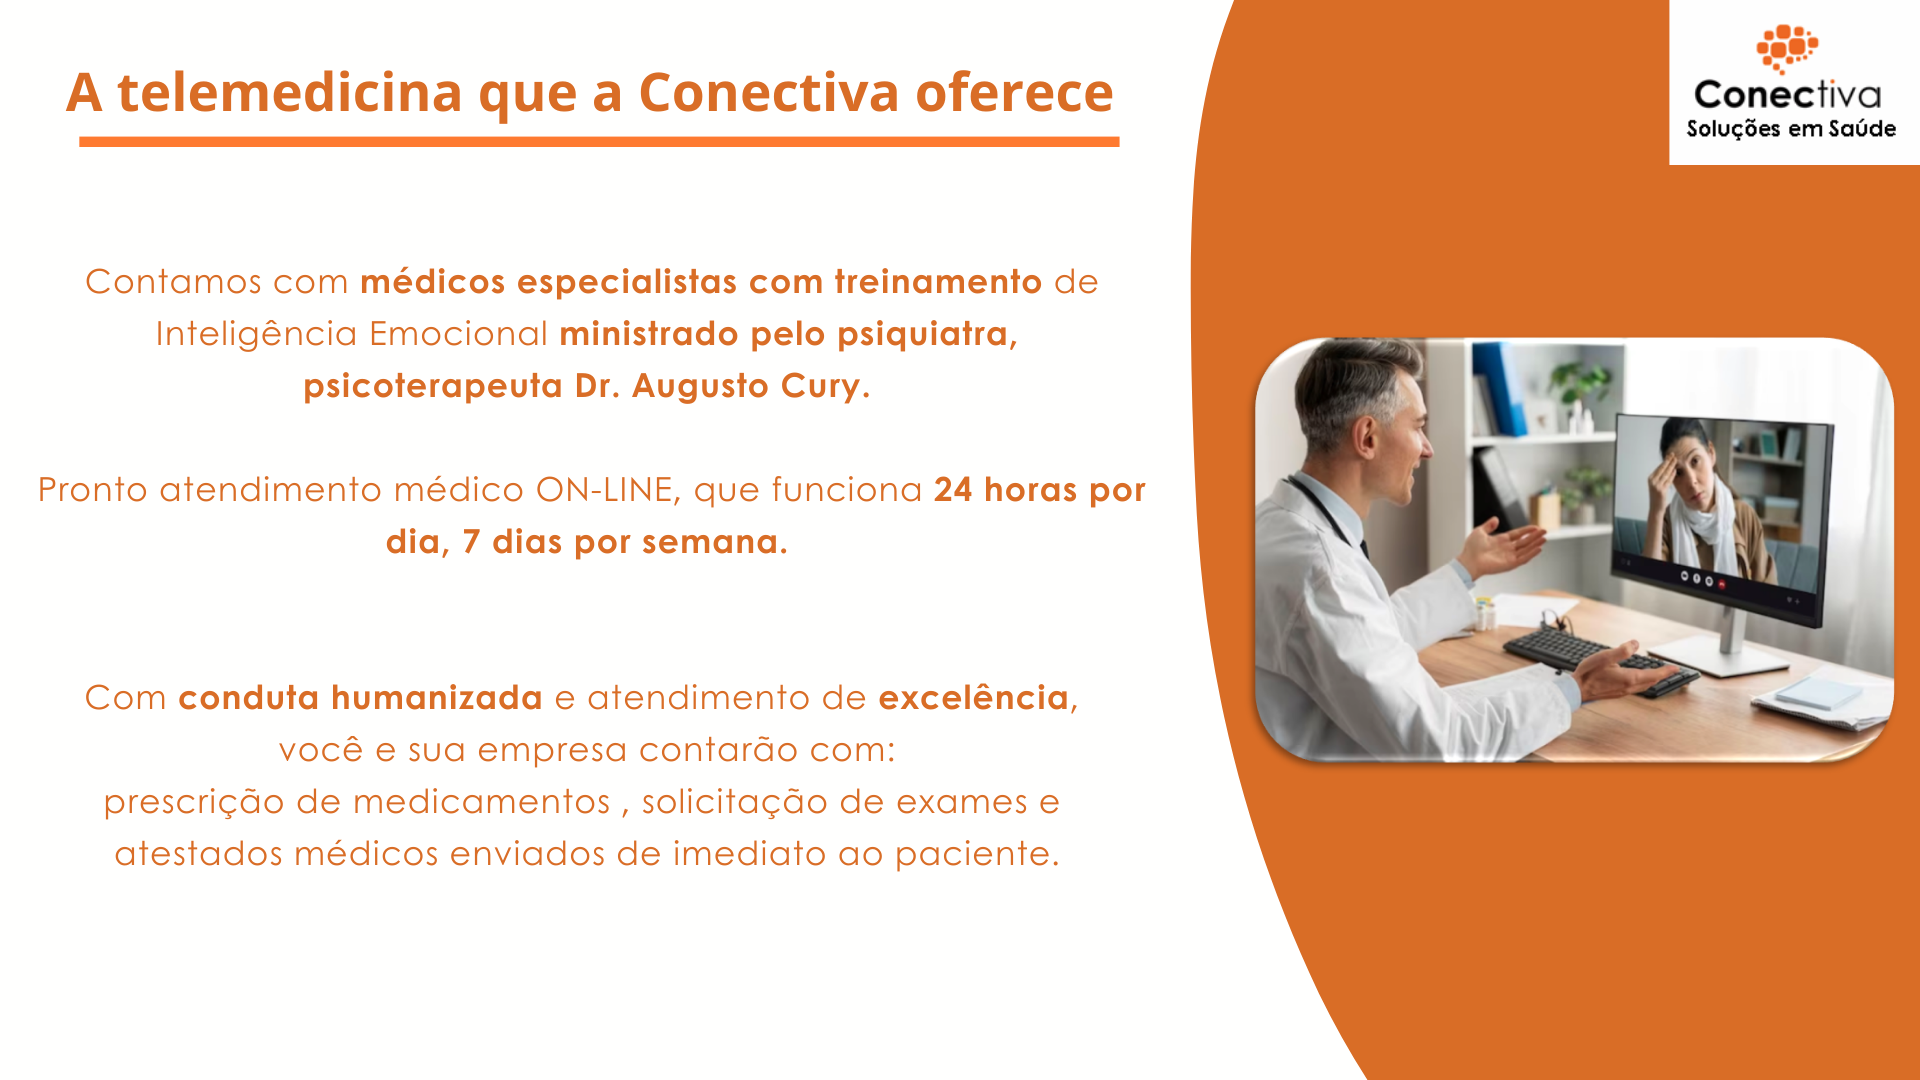 A telemedicina que a Conectiva oferece
Conectiva
Soluções em Saúde
Contamos com médicos especialistas com treinamento de
Inteligência Emocional ministrado pelo psiquiatra,
psicoterapeuta Dr. Augusto Cury.
Pronto atendimento médico ON-LINE, que funciona 24 horas por
dia, 7 dias por semana.
Com conduta humanizada e atendimento de excelência,
você e sua empresa contarão com:
prescrição de medicamentos , solicitação de exames e
atestados médicos enviados de imediato ao paciente.